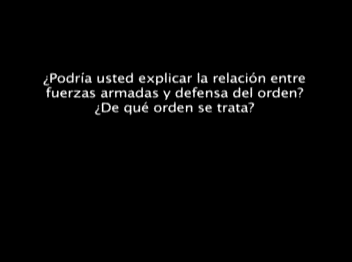 ¿Podría usted explicar la relación entre
fuerzas armadas y defensa del orden?
¿De qué orden se trata?